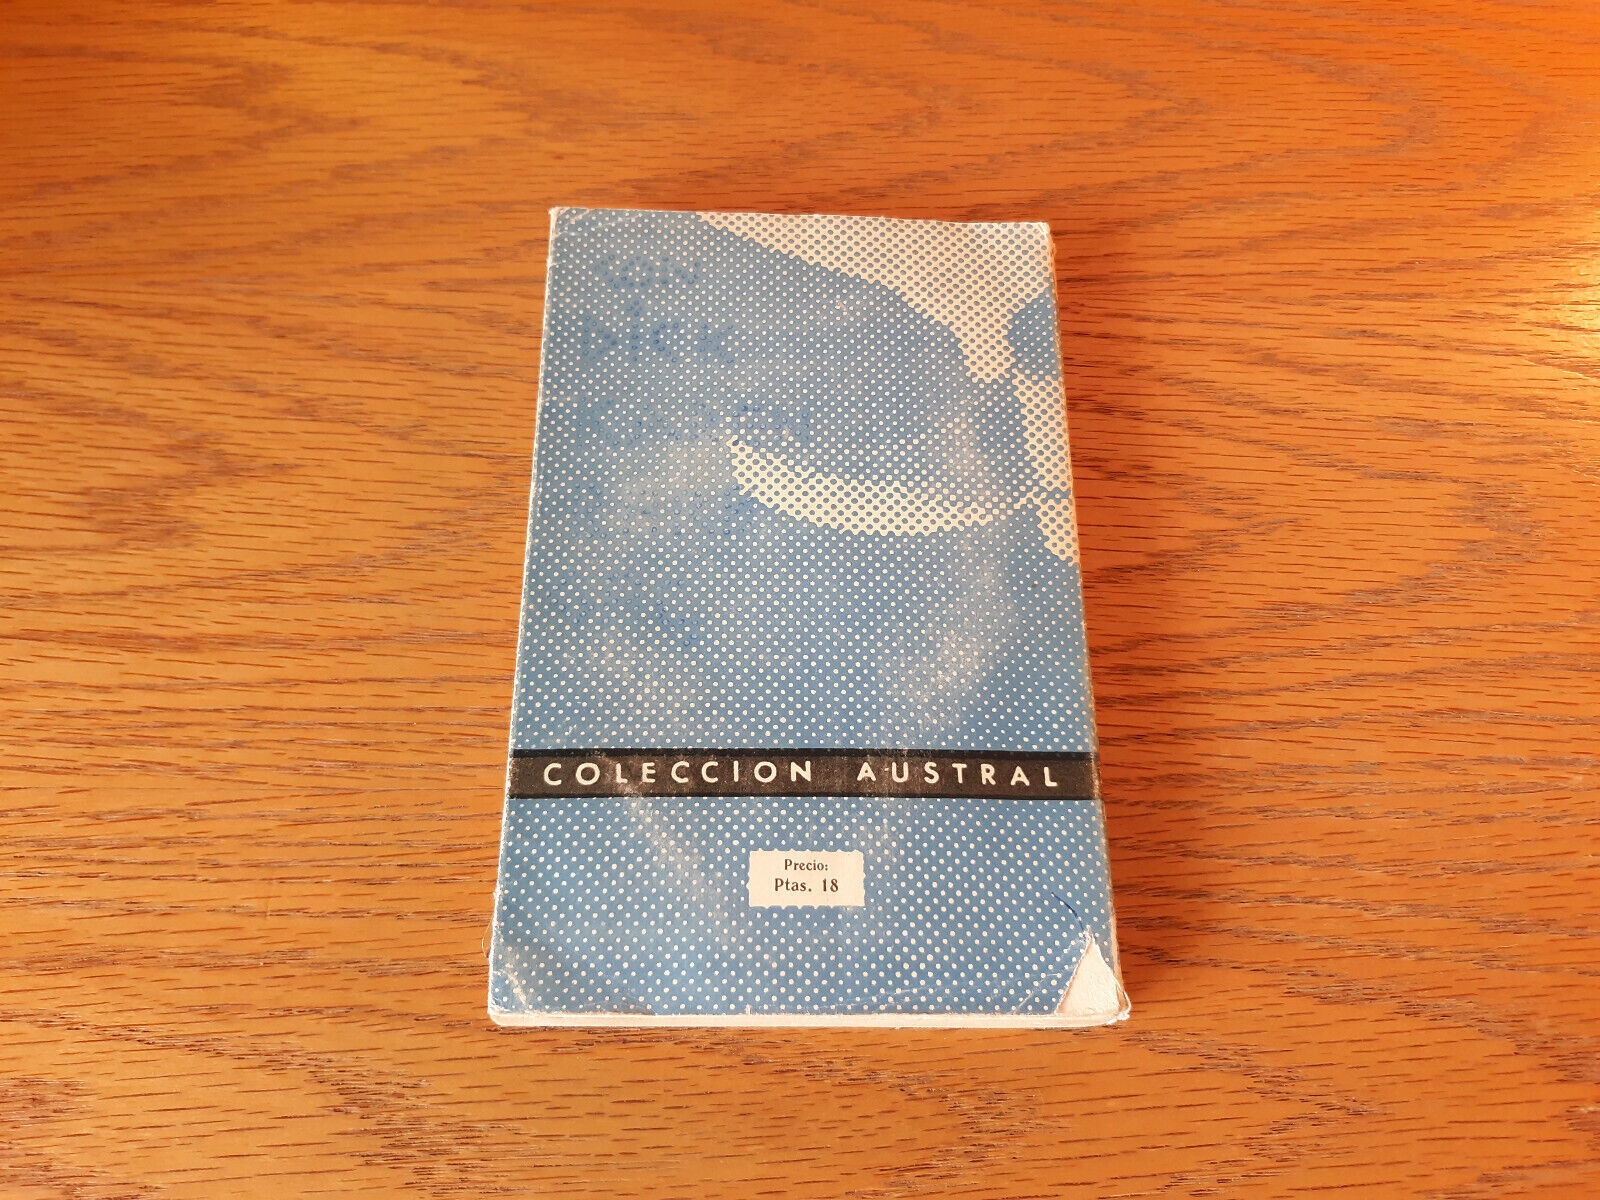 COLECCION AUSTRAL
Precio:
Ptas. 18